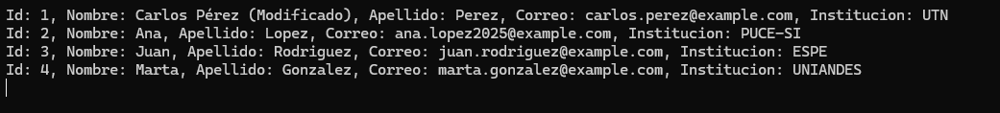 Id: 1, Nombre: Carlos Pérez (Modificado), Apellido: Perez, Correo: carlos.perez@example.com, Institucion: UTN
Id: 2, Nombre: Ana, Apellido: Lopez, Correo: ana.lopez2025@example.com, Institucion: PUCE-SI
Id: 3, Nombre: Juan, Apellido: Rodriguez, Correo: juan.rodriguez@example.com, Institucion: ESPE
Id: 4, Nombre: Marta, Apellido: Gonzalez, Correo: marta.gonzalez@example.com, Institucion: UNIANDES